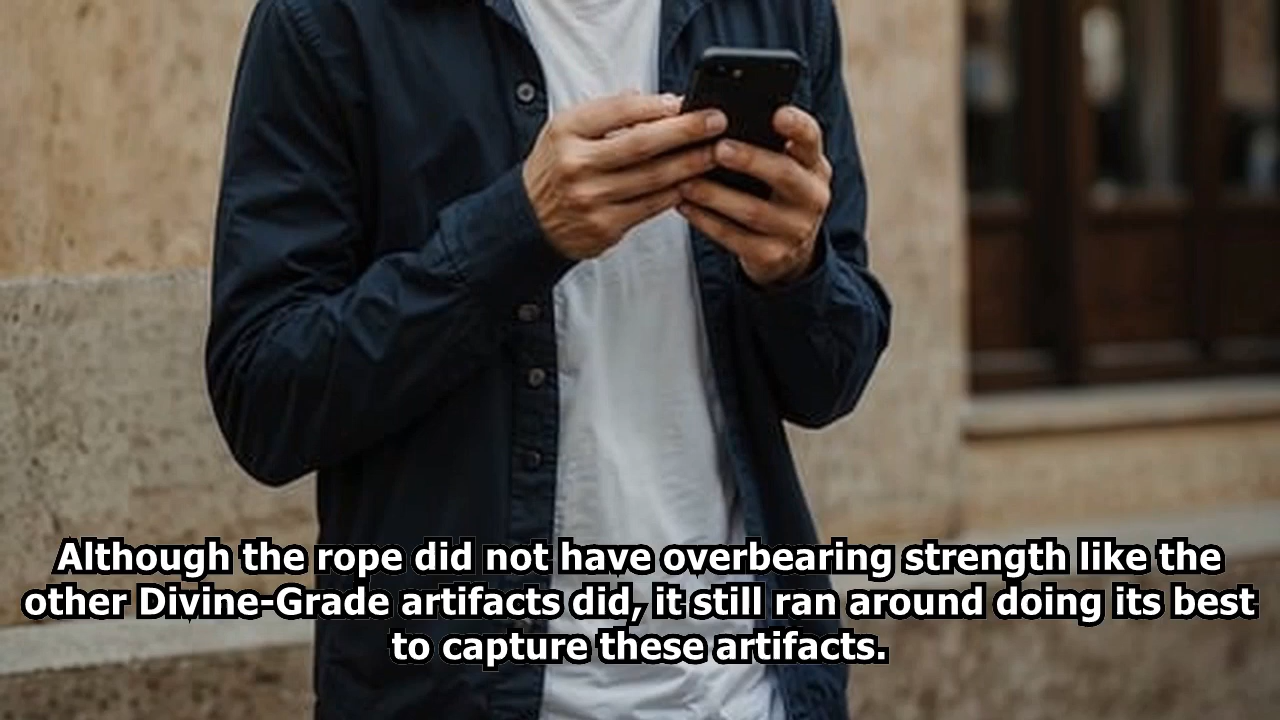 Although the rope did not have overbearing strength like the
other Divine-Grade artifacts did, it still ran around doing its best
to capture these artifacts.